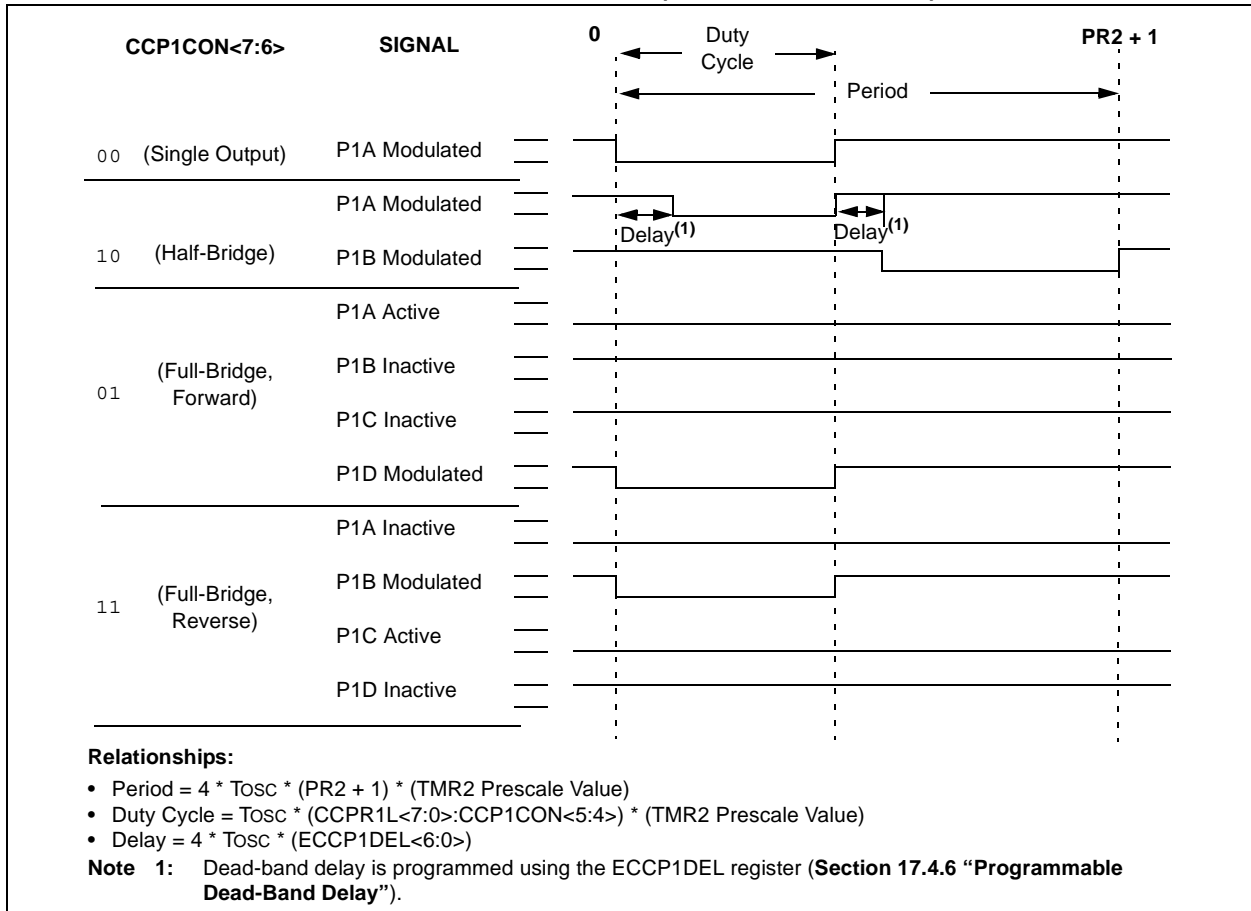 CCP1CON<7:6> SIGNAL 0 Duty Cycle PR2 + 1
Period
00 (Single Output) P1A Modulated
P1A Modulated
Delay(1) Delay(1)
10 (Half-Bridge) P1B Modulated
P1A Active
01 (Full-Bridge, Forward) P1B Inactive
P1C Inactive
P1D Modulated
P1A Inactive
11 (Full-Bridge, Reverse) P1B Modulated
P1C Active
P1D Inactive
Relationships:
• Period = 4 * TOSC * (PR2 + 1) * (TMR2 Prescale Value)
• Duty Cycle = TOSC * (CCPR1L<7:0>:CCP1CON<5:4>) * (TMR2 Prescale Value)
• Delay = 4 * TOSC * (ECCP1DEL<6:0>)
Note 1: Dead-band delay is programmed using the ECCP1DEL register (Section 17.4.6 “Programmable
Dead-Band Delay”).